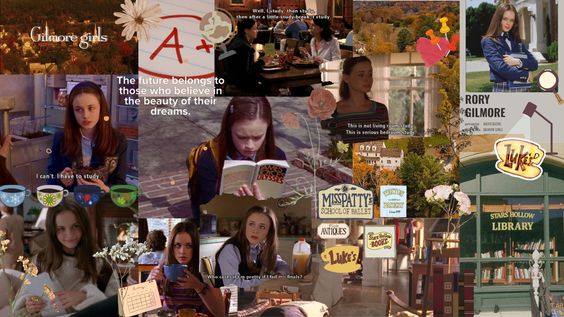 Gilmore girls
A+
Well, I study, then study,
then after a little study break, I study
The future belongs to
those who believe in
the beauty of their
dreams.
This is not living room study.
This is serious bedroom study.
RORY
GILMORE
I can't. I have to study.
Luke's
MISS PATTY'S
SCHOOL OF BALLET
ANTIQUES
BOOKS
Luke's
STARS HOLLOW
LIBRARY
Who cares if I'm pretty if I fail my finals?